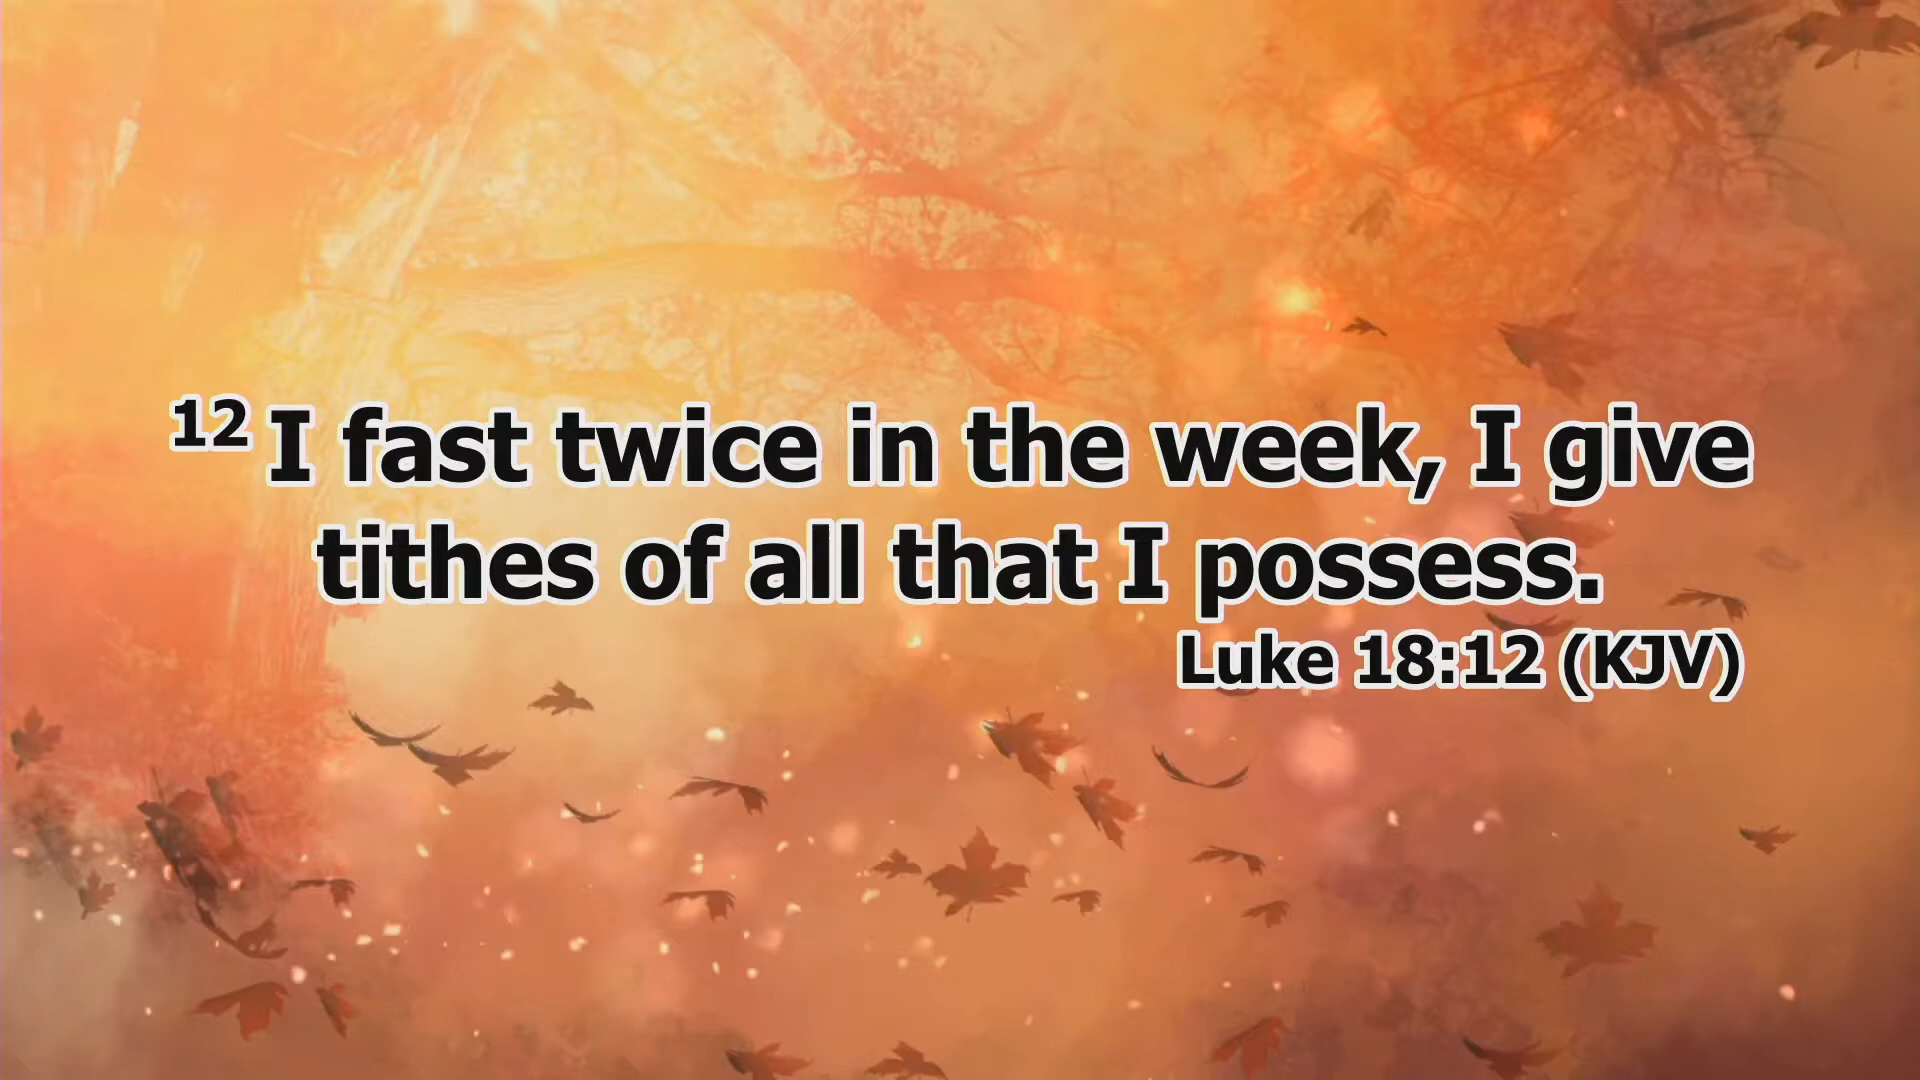 12 I fast twice in the week, I give
tithes of all that I possess.
Luke 18:12 (KJV)